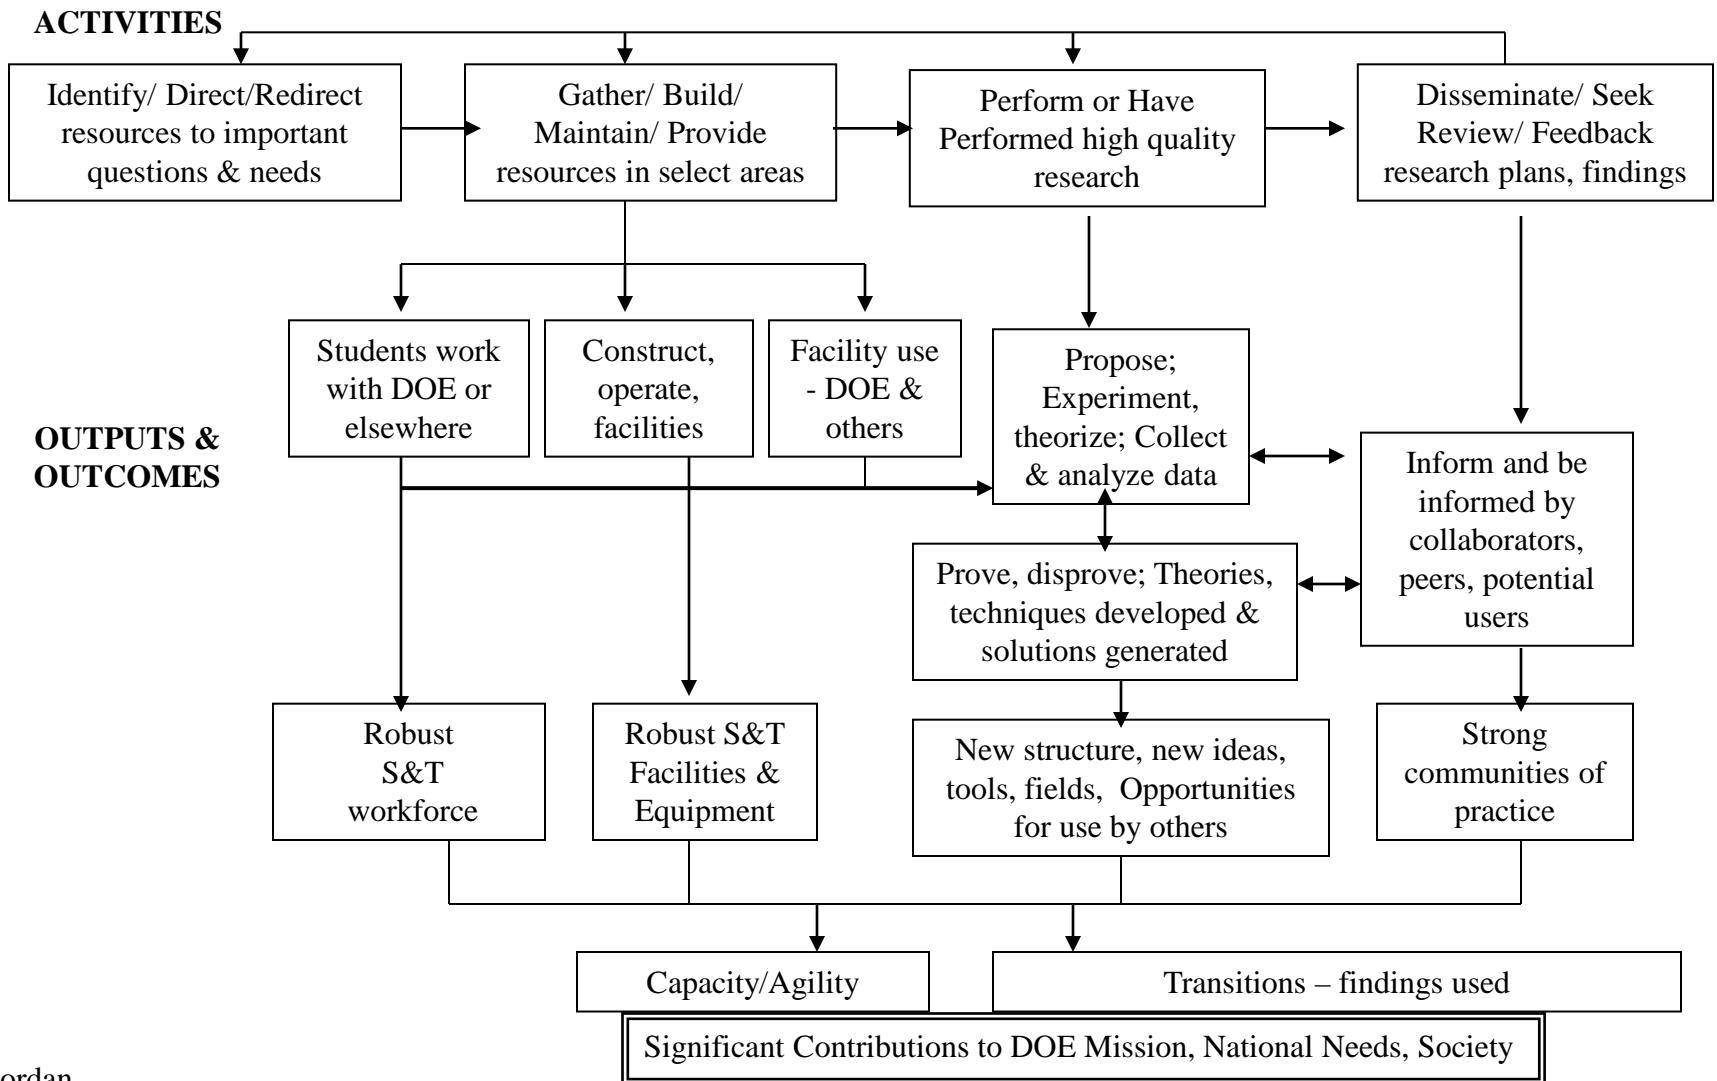 ACTIVITIES
Identify/ Direct/Redirect
resources to important
questions & needs
Gather/ Build/
Maintain/ Provide
resources in select areas
Perform or Have
Performed high quality
research
Disseminate/ Seek
Review/ Feedback
research plans, findings
Students work
with DOE or
elsewhere
Construct,
operate,
facilities
Facility use
- DOE &
others
Propose;
Experiment,
theorize; Collect
& analyze data
OUTPUTS &
OUTCOMES
Inform and be
informed by
collaborators,
peers, potential
users
Prove, disprove; Theories,
techniques developed &
solutions generated
Robust
S&T
workforce
Robust S&T
Facilities &
Equipment
New structure, new ideas,
tools, fields, Opportunities
for use by others
Strong
communities of
practice
Capacity/Agility
Transitions – findings used
Significant Contributions to DOE Mission, National Needs, Society